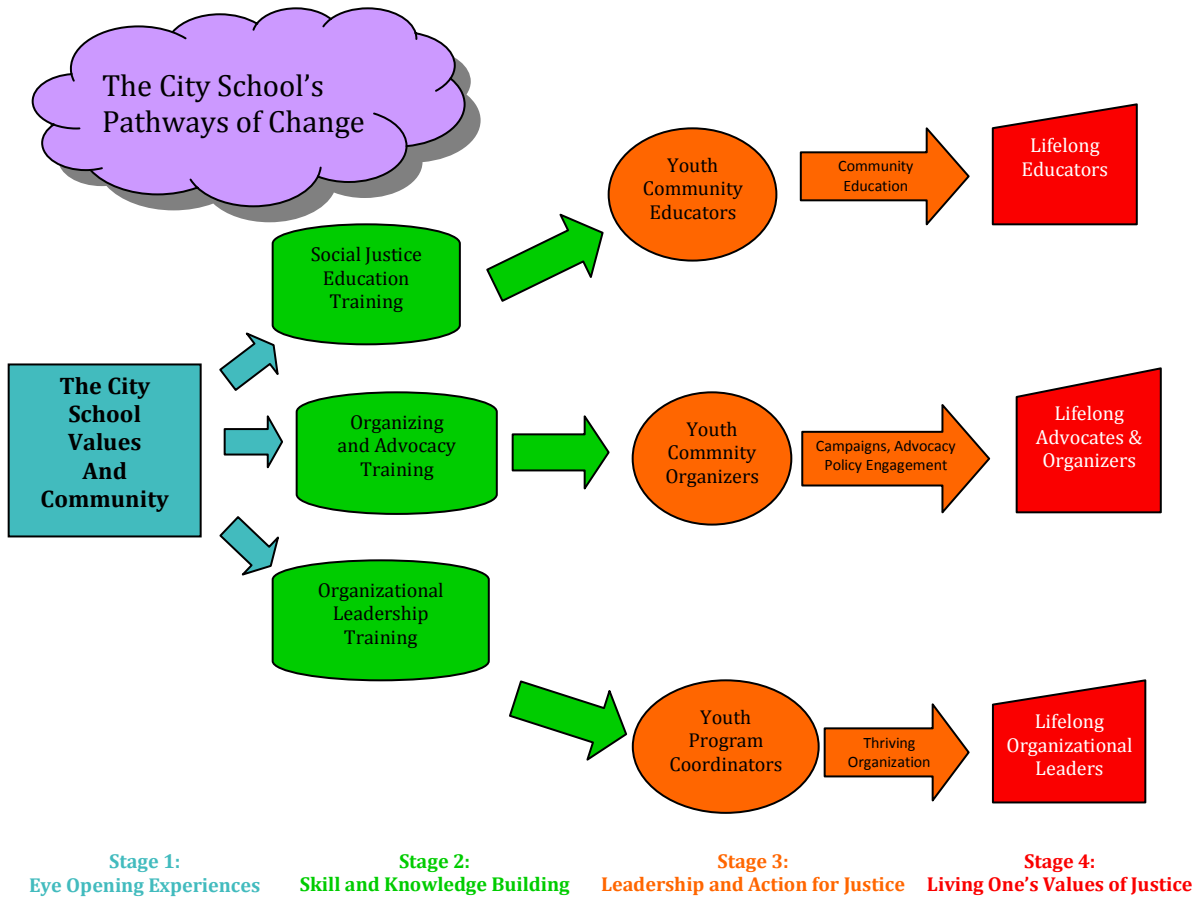 The City School's
Pathways of Change
Youth
Community
Educators
Community
Education
Lifelong
Educators
Social Justice
Education
Training
The City
School
Values
And
Community
Organizing
and Advocacy
Training
Youth
Commnity
Organizers
Campaigns, Advocacy
Policy Engagement
Lifelong
Advocates &
Organizers
Organizational
Leadership
Training
Youth
Program
Coordinators
Thriving
Organization
Lifelong
Organizational
Leaders
Stage 1:
Eye Opening Experiences
Stage 2:
Skill and Knowledge Building
Stage 3:
Leadership and Action for Justice
Stage 4:
Living One's Values of Justice